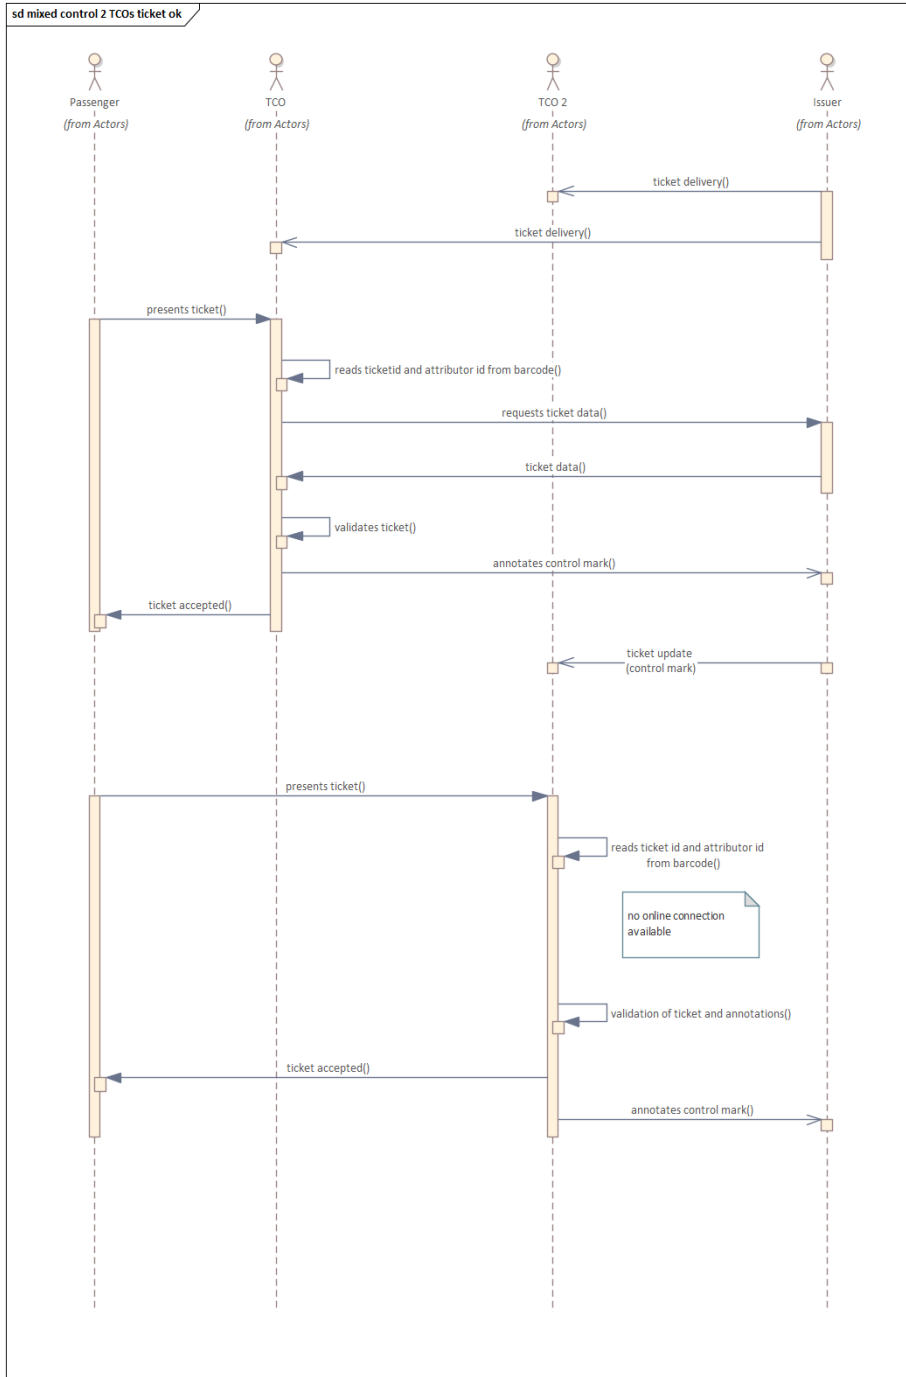 sd mixed control 2 TCOs ticket ok
Passenger
(from Actors)
TCO
(from Actors)
TCO 2
(from Actors)
Issuer
(from Actors)
ticket delivery()
ticket delivery()
presents ticket()
reads ticketid and attributor id from barcode()
requests ticket data()
ticket data()
validates ticket()
annotates control mark()
ticket accepted()
ticket update
(control mark)
presents ticket()
reads ticket id and attributor id
from barcode()
no online connection
available
validation of ticket and annotations()
ticket accepted()
annotates control mark()